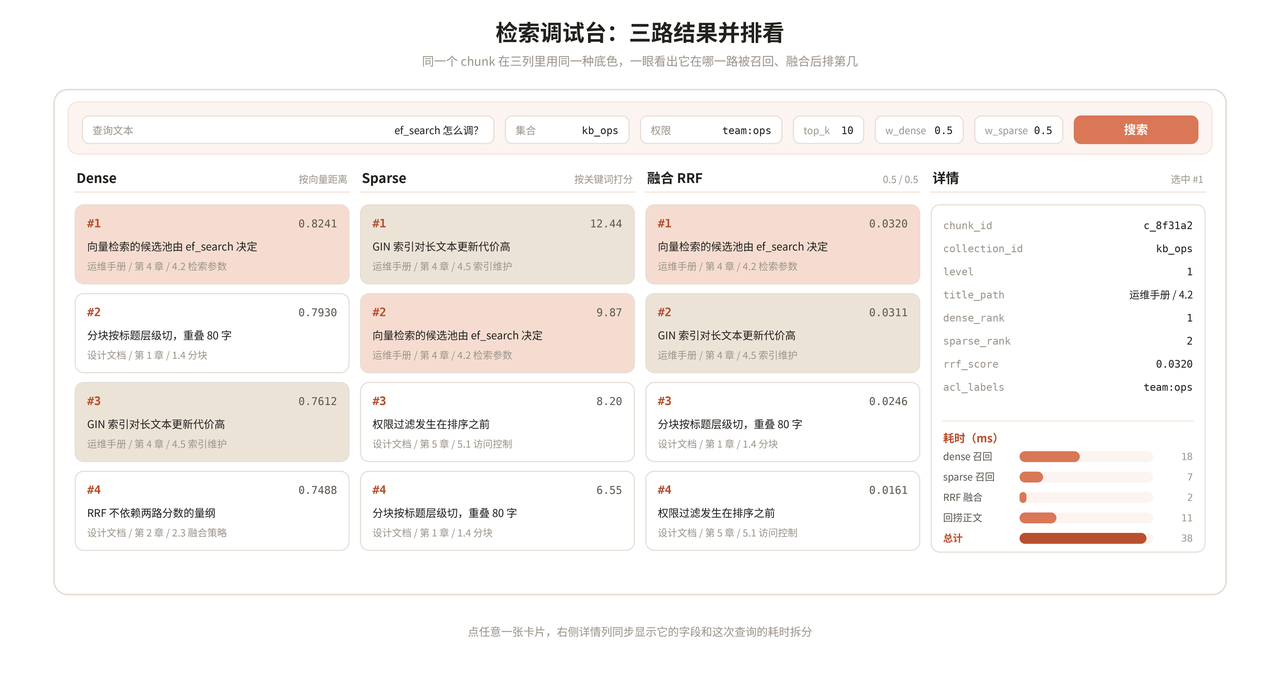 检索调试台：三路结果并排看
同一个 chunk 在三列里用同一种底色，一眼看出它在哪一路被召回、融合后排第几
查询文本 ef_search 怎么调？ 集合 kb_ops 权限 team:ops top_k 10 w_dense 0.5 w_sparse 0.5 搜索
Dense 按向量距离
#1 0.8241
向量检索的候选池由 ef_search 决定
运维手册 / 第 4 章 / 4.2 检索参数
#2 0.7930
分块按标题层级切，重叠 80 字
设计文档 / 第 1 章 / 1.4 分块
#3 0.7612
GIN 索引对长文本更新代价高
运维手册 / 第 4 章 / 4.5 索引维护
#4 0.7488
RRF 不依赖两路分数的量纲
设计文档 / 第 2 章 / 2.3 融合策略
Sparse 按关键词打分
#1 12.44
GIN 索引对长文本更新代价高
运维手册 / 第 4 章 / 4.5 索引维护
#2 9.87
向量检索的候选池由 ef_search 决定
运维手册 / 第 4 章 / 4.2 检索参数
#3 8.20
权限过滤发生在排序之前
设计文档 / 第 5 章 / 5.1 访问控制
#4 6.55
分块按标题层级切，重叠 80 字
设计文档 / 第 1 章 / 1.4 分块
融合 RRF 0.5 / 0.5
#1 0.0320
向量检索的候选池由 ef_search 决定
运维手册 / 第 4 章 / 4.2 检索参数
#2 0.0311
GIN 索引对长文本更新代价高
运维手册 / 第 4 章 / 4.5 索引维护
#3 0.0246
分块按标题层级切，重叠 80 字
设计文档 / 第 1 章 / 1.4 分块
#4 0.0161
权限过滤发生在排序之前
设计文档 / 第 5 章 / 5.1 访问控制
详情 选中 #1
chunk_id c_8f31a2
collection_id kb_ops
level 1
title_path 运维手册 / 4.2
dense_rank 1
sparse_rank 2
rrf_score 0.0320
acl_labels team:ops
耗时（ms）
dense 召回 18
sparse 召回 7
RRF 融合 2
回捞正文 11
总计 38
点任意一张卡片，右侧详情列同步显示它的字段和这次查询的耗时拆分